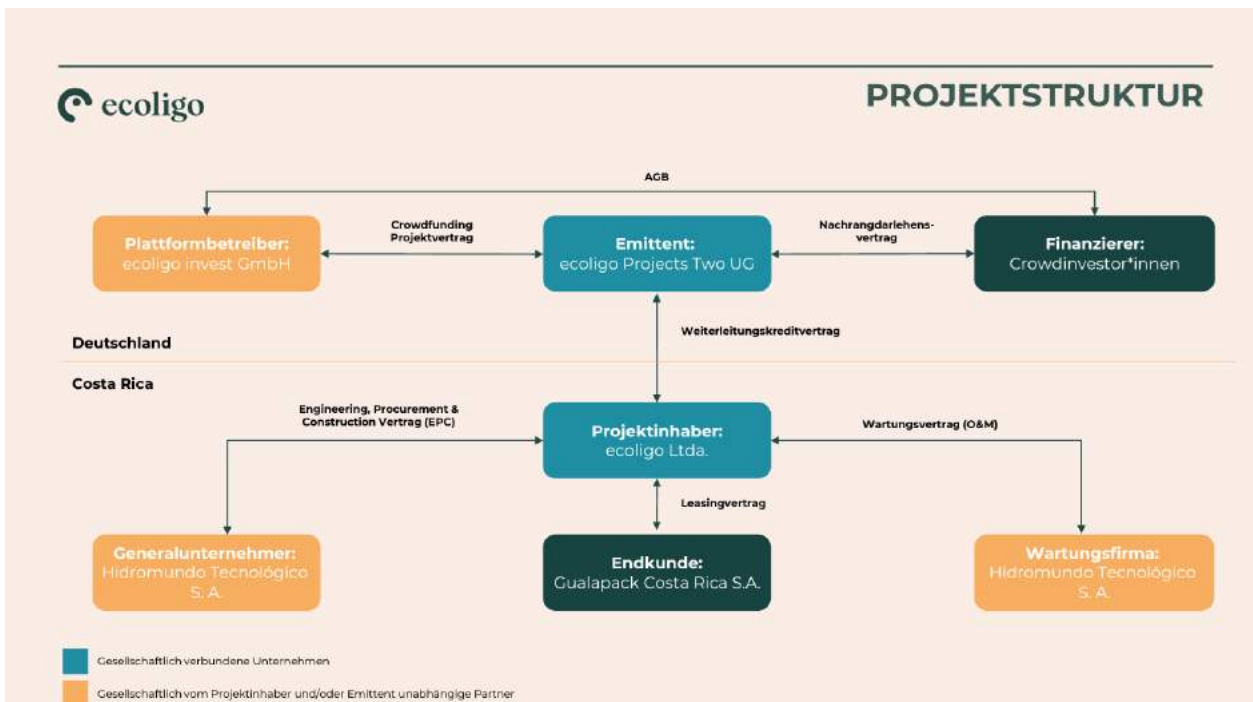 ecoligo
PROJEKTSTRUKTUR
AGB
Plattformbetreiber:
ecoligo invest GmbH
Crowdfunding
Projektvertrag
Emittent:
ecoligo Projects Two UG
Nachrangdarlehens-
vertrag
Finanzierer:
Crowdinvestor*innen
Weiterleitungskreditvertrag
Deutschland
Costa Rica
Engineering, Procurement &
Construction Vertrag (EPC)
Projektinhaber:
ecoligo Ltda.
Wartungsvertrag (O&M)
Leasingvertrag
Generalunternehmer:
Hidromundo Tecnológico
S. A.
Endkunde:
Gualapack Costa Rica S.A.
Wartungsfirma:
Hidromundo Tecnológico
S. A.
Gesellschaftlich verbundene Unternehmen
Gesellschaftlich vom Projektinhaber und/oder Emittent unabhängige Partner